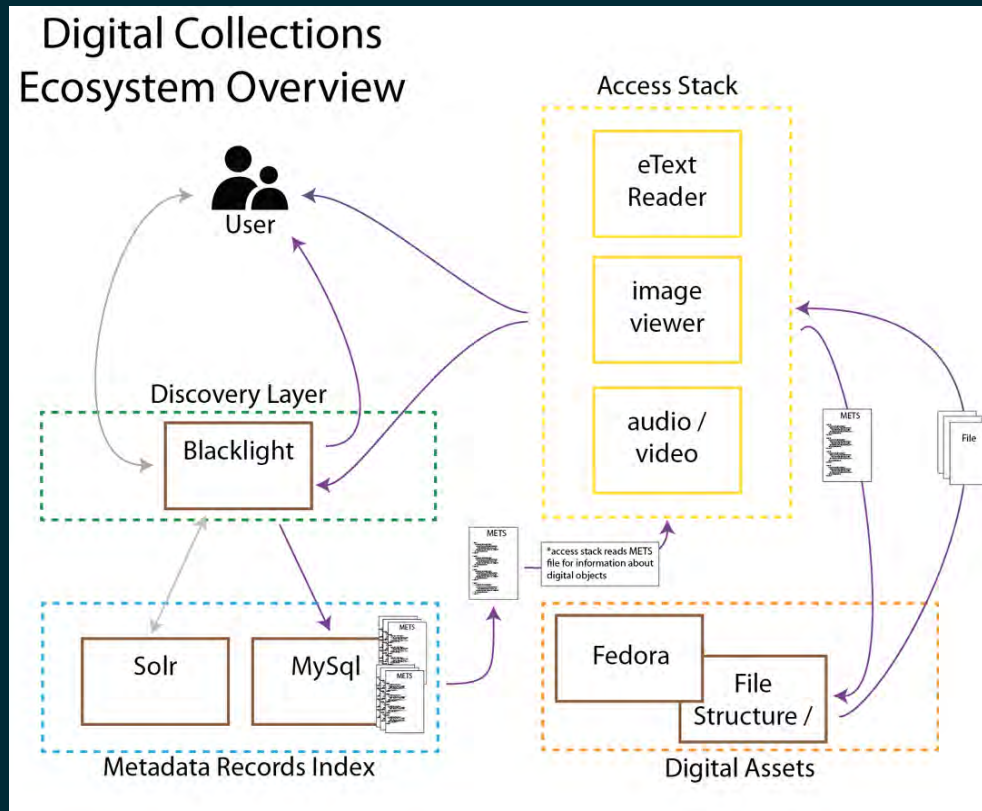 Digital Collections
Ecosystem Overview
Access Stack
eText
Reader
User
image
viewer
Discovery Layer
Blacklight
audio /
video
METS
File
METS
*access stack reads METS
file for information about
digital objects
Solr
MySql
METS
METS
Fedora
File
Structure /
Metadata Records Index
Digital Assets